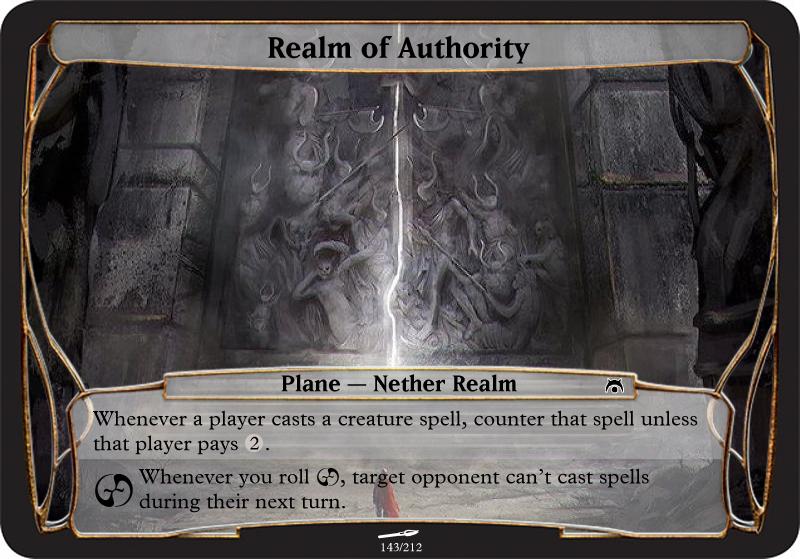 Realm of Authority
Plane — Nether Realm
Whenever a player casts a creature spell, counter that spell unless
that player pays 2.
Whenever you roll , target opponent can't cast spells
during their next turn.
143/212